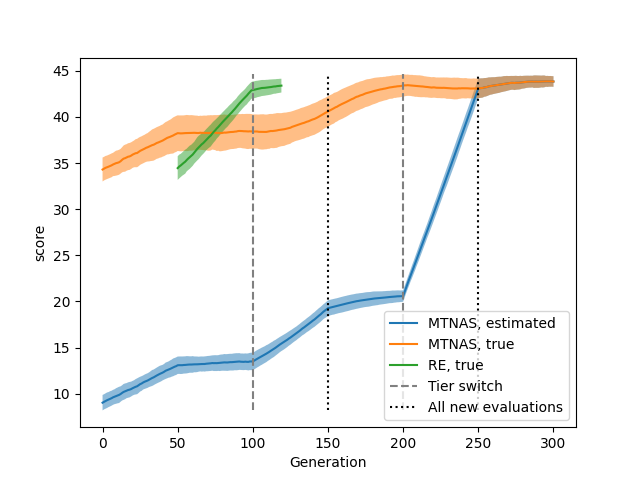 45
40
35
30
25
20
15
10
score
MTNAS, estimated
MTNAS, true
RE, true
Tier switch
All new evaluations
0 50 100 150 200 250 300
Generation